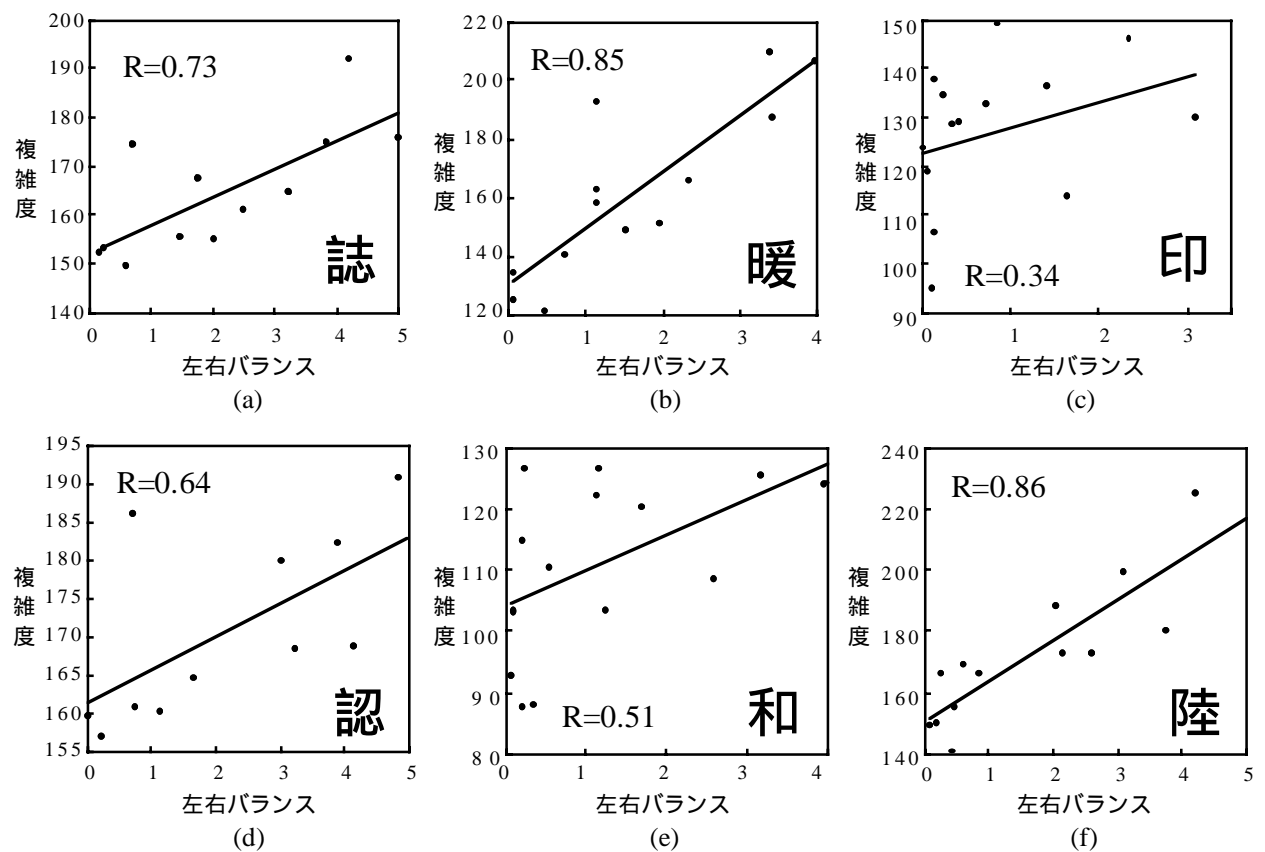 200
190
180
170
160
150
140
複雑度
R=0.73
誌
0 1 2 3 4 5
左右バランス
(a)
220
200
180
160
140
120
複雑度
R=0.85
暖
0 1 2 3 4
左右バランス
(b)
150
140
130
120
110
100
90
複雑度
R=0.34
印
0 1 2 3
左右バランス
(c)
195
190
185
180
175
170
165
160
155
複雑度
R=0.64
認
0 1 2 3 4 5
左右バランス
(d)
130
120
110
100
90
80
複雑度
R=0.51
和
0 1 2 3 4
左右バランス
(e)
240
220
200
180
160
140
複雑度
R=0.86
陸
0 1 2 3 4 5
左右バランス
(f)